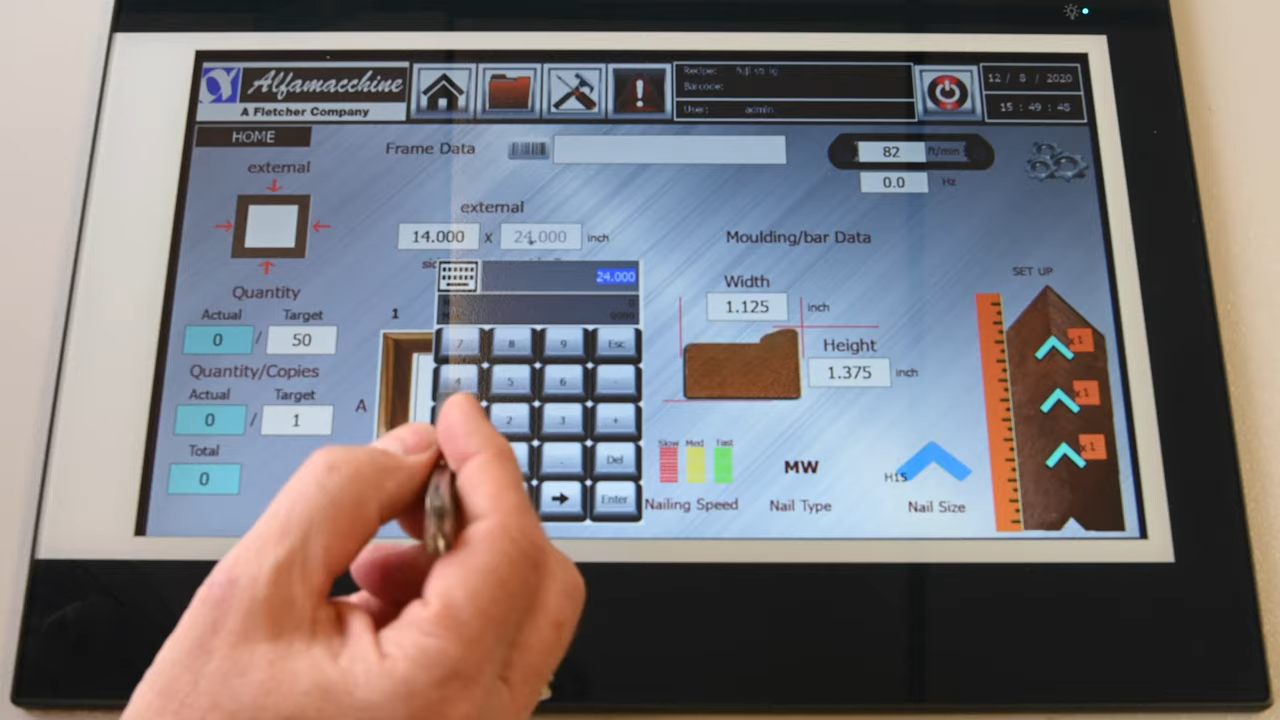 Alfamacchine
A Fletcher Company
Recipe:
Barcode:
User: admin
12 / 8 / 2020
15 : 49 : 48
HOME
Frame Data
82 ft/min
0.0 Hz
external
external
14.000 x 24.000 inch
Moulding/bar Data
SET UP
24.000
Width
1.125 inch
Quantity
Actual Target
0 / 50
1
Height
1.375 inch
7 8 9 Esc
4 5 6 -
2 3 +
. Del
Enter
Quantity/Copies
Actual Target
0 / 1
A
Total
0
x1
x1
x1
Slow Med Fast
Nailing Speed
MW
Nail Type
H15
Nail Size